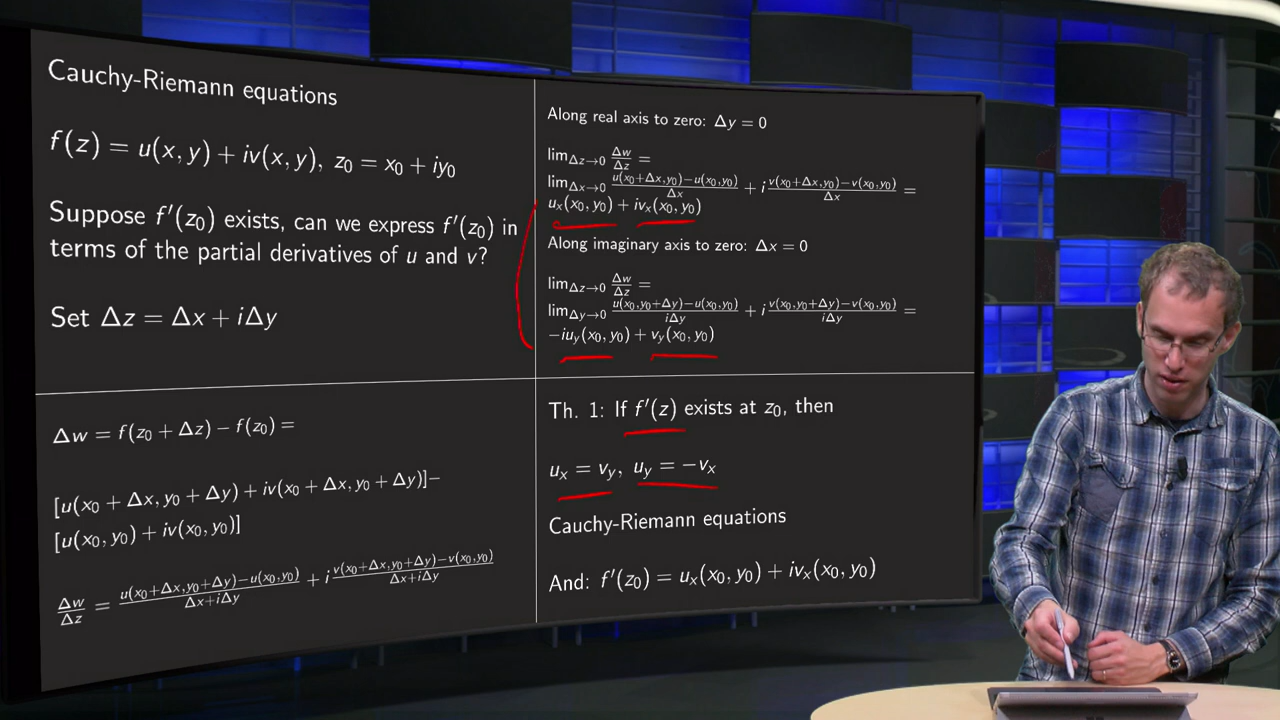 Cauchy-Riemann equations
f(z) = u(x, y) + iv(x, y), z₀ = x₀ + iy₀
Suppose f′(z₀) exists, can we express f′(z₀) in
terms of the partial derivatives of u and v?
Set Δz = Δx + iΔy
Along real axis to zero: Δy = 0
lim_{Δz→0} Δw/Δz =
lim_{Δx→0} (u(x₀+Δx,y₀)−u(x₀,y₀))/Δx + i (v(x₀+Δx,y₀)−v(x₀,y₀))/Δx =
uₓ(x₀, y₀) + ivₓ(x₀, y₀)
Along imaginary axis to zero: Δx = 0
lim_{Δz→0} Δw/Δz =
lim_{Δy→0} (u(x₀,y₀+Δy)−u(x₀,y₀))/(iΔy) + i (v(x₀,y₀+Δy)−v(x₀,y₀))/(iΔy) =
−iu_y(x₀, y₀) + v_y(x₀, y₀)
Δw = f(z₀ + Δz) − f(z₀) =
[u(x₀ + Δx, y₀ + Δy) + iv(x₀ + Δx, y₀ + Δy)]−
[u(x₀, y₀) + iv(x₀, y₀)]
Δw/Δz = (u(x₀+Δx,y₀+Δy)−u(x₀,y₀))/(Δx+iΔy) + i (v(x₀+Δx,y₀+Δy)−v(x₀,y₀))/(Δx+iΔy)
Th. 1: If f′(z) exists at z₀, then
uₓ = v_y, u_y = −vₓ
Cauchy-Riemann equations
And: f′(z₀) = uₓ(x₀, y₀) + ivₓ(x₀, y₀)